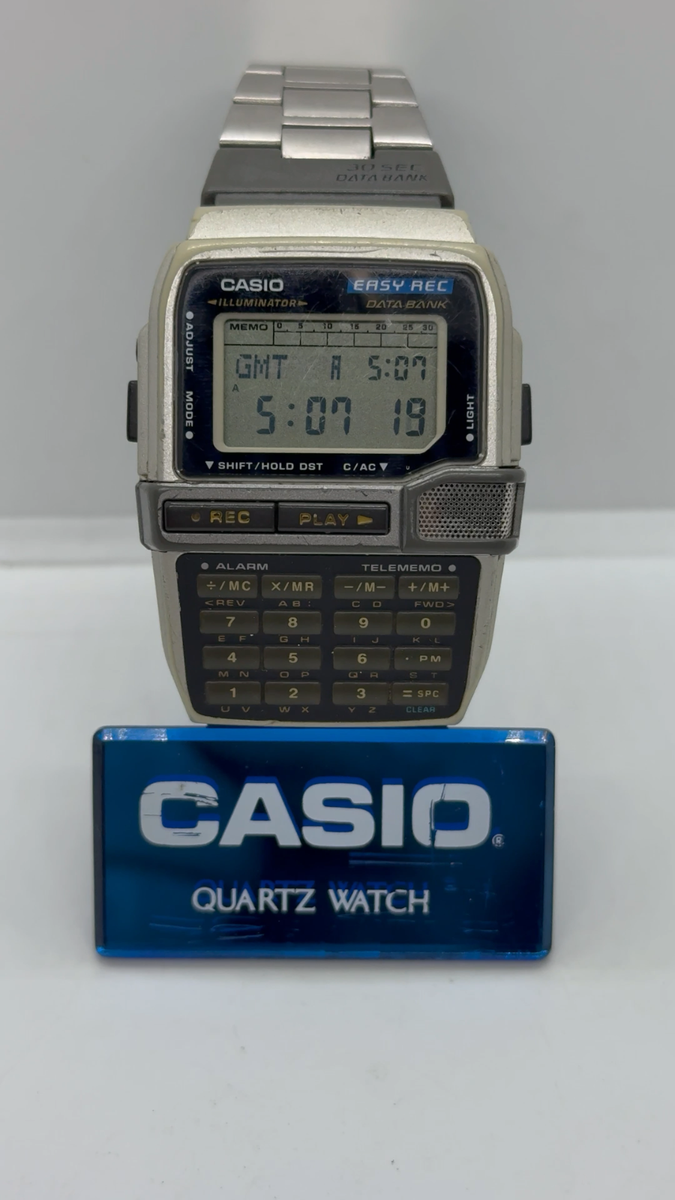 30 SEC
DATA BANK
CASIO EASY REC
ILLUMINATOR DATA BANK
ADJUST
MODE
MEMO 0 5 10 15 20 25 30
GMT A 5:07
A
5:07 19
LIGHT
▼ SHIFT/HOLD DST C/AC ▼
REC PLAY ►
ALARM TELEMEMO
÷/MC ×/MR −/M− +/M+
<REV A B : C D FWD>
7 8 9 0
E F G H I J K L
4 5 6 · PM
M N O P Q R S T
1 2 3 = SPC
U V W X Y Z CLEAR
CASIO®
QUARTZ WATCH